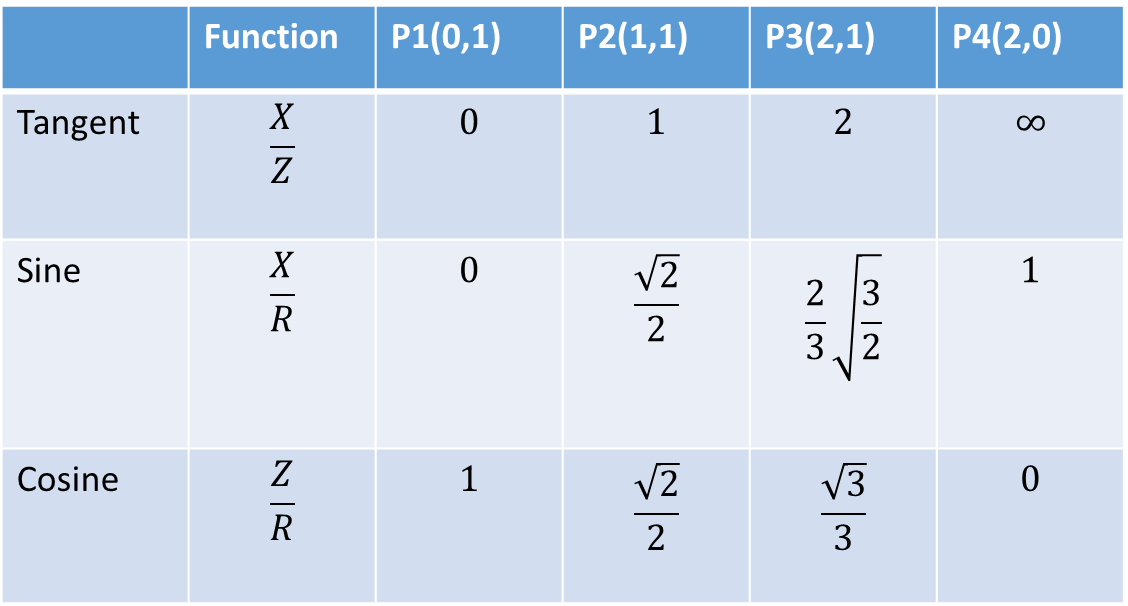 Function P1(0,1) P2(1,1) P3(2,1) P4(2,0)
Tangent X/Z 0 1 2 ∞
Sine X/R 0 √2/2 2/3√(3/2) 1
Cosine Z/R 1 √2/2 √3/3 0